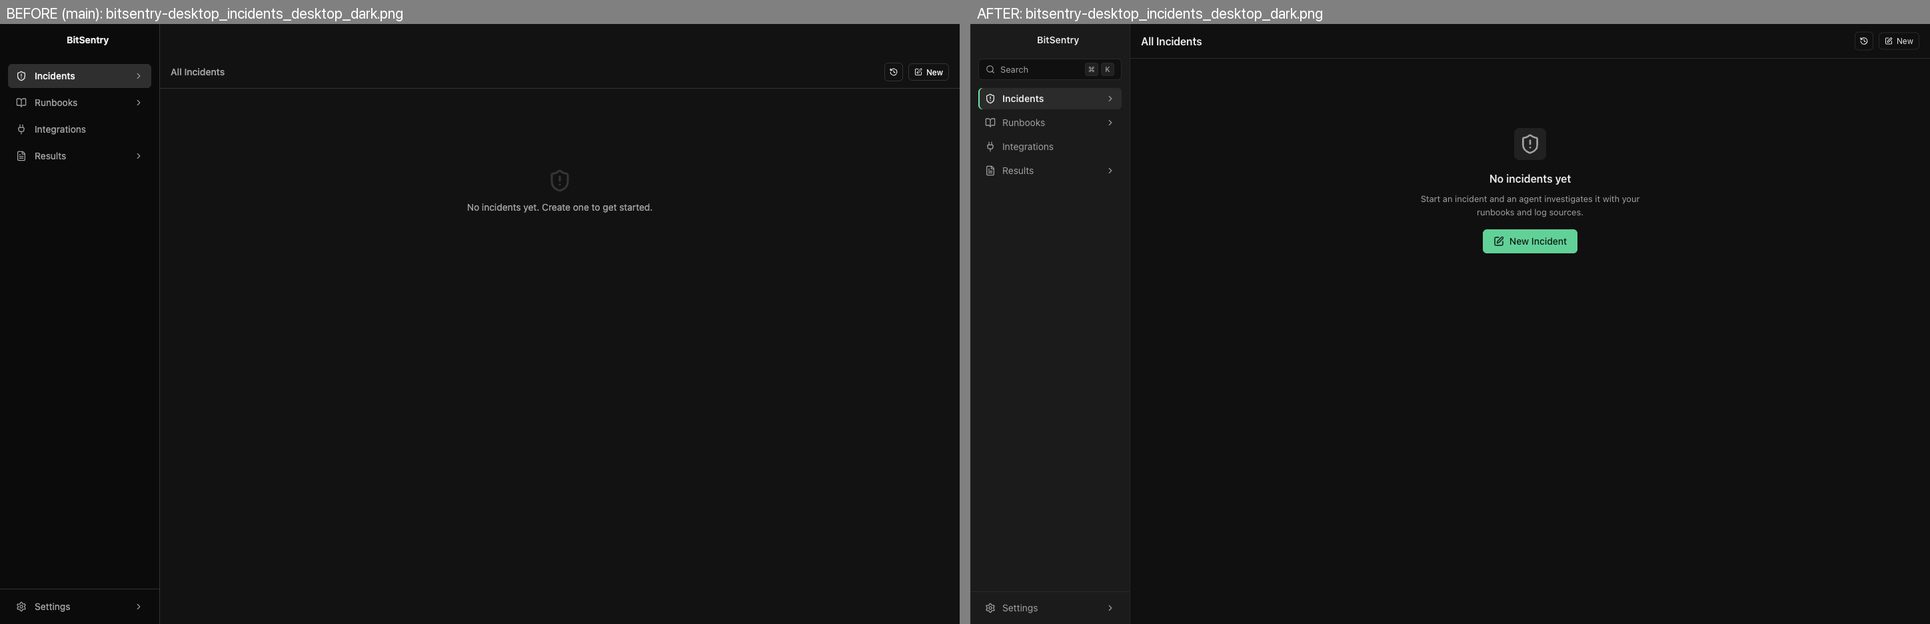 BEFORE (main): bitsentry-desktop_incidents_desktop_dark.png
BitSentry
Incidents
Runbooks
Integrations
Results
Settings
All Incidents
New
No incidents yet. Create one to get started.
AFTER: bitsentry-desktop_incidents_desktop_dark.png
BitSentry
Search ⌘ K
Incidents
Runbooks
Integrations
Results
Settings
All Incidents
New
No incidents yet
Start an incident and an agent investigates it with your
runbooks and log sources.
New Incident